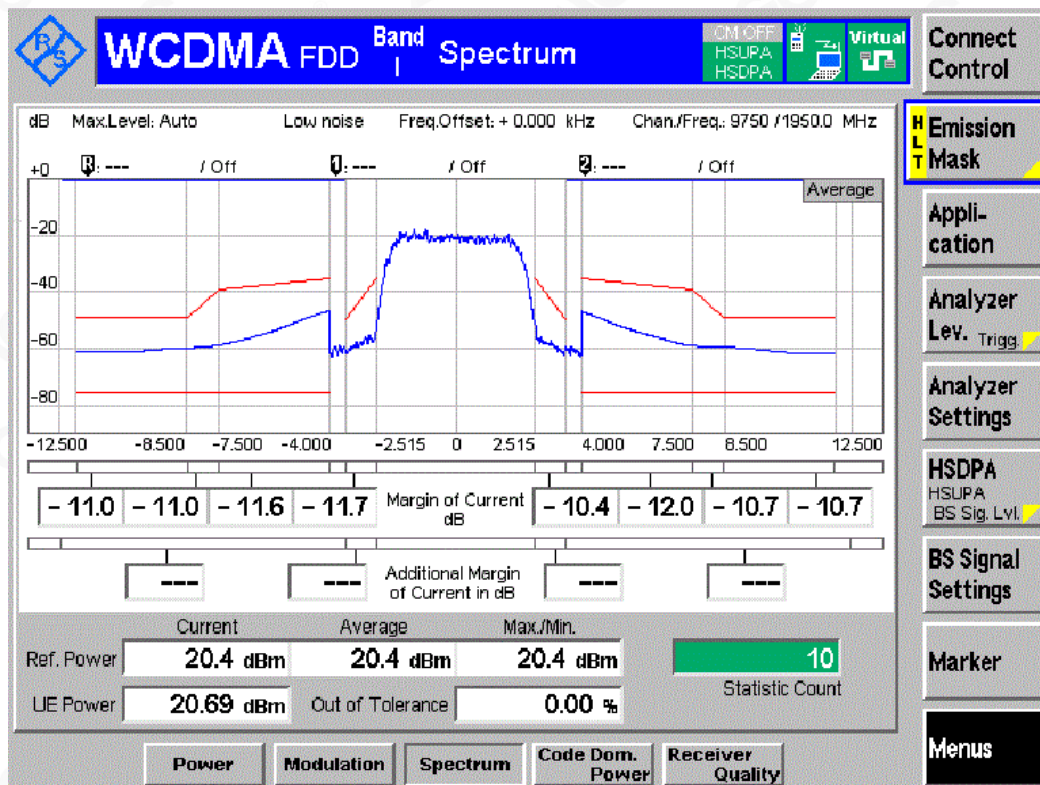 R&S
WCDMA FDD Band I Spectrum
CM OFF
HSUPA
HSDPA
Virtual
Connect Control
dB Max.Level: Auto Low noise Freq.Offset: + 0.000 kHz Chan./Freq.: 9750 /1950.0 MHz
HLT
Emission Mask
R: --- / Off 1: --- / Off 2: --- / Off
+0
Average
-20
-40
-60
-80
Appli-
cation
Analyzer
Lev. Trigg.
Analyzer
Settings
-12.500 -8.500 -7.500 -4.000 -2.515 0 2.515 4.000 7.500 8.500 12.500
HSDPA
HSUPA
BS Sig. Lvl.
- 11.0 - 11.0 - 11.6 - 11.7 Margin of Current dB - 10.4 - 12.0 - 10.7 - 10.7
BS Signal
Settings
--- --- Additional Margin of Current in dB --- ---
Current Average Max./Min.
Ref. Power 20.4 dBm 20.4 dBm 20.4 dBm 10
Statistic Count
UE Power 20.69 dBm Out of Tolerance 0.00 %
Marker
Menus
Power Modulation Spectrum Code Dom. Power Receiver Quality